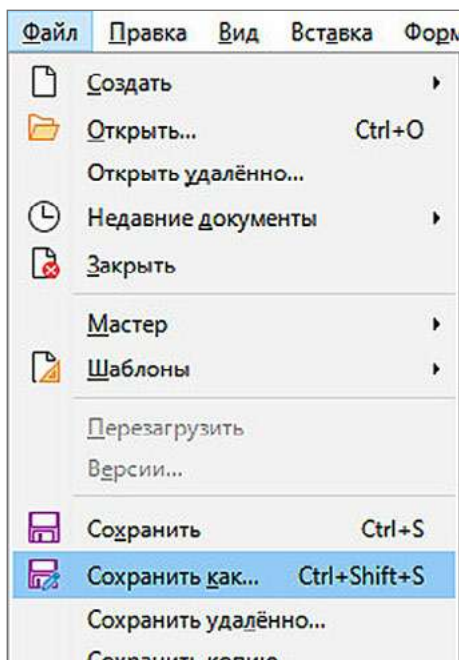 Файл Правка Вид Вставка
Создать
Открыть... Ctrl+O
Открыть удалённо...
Недавние документы
Закрыть
Мастер
Шаблоны
Перезагрузить
Версии...
Сохранить Ctrl+S
Сохранить как... Ctrl+Shift+S
Сохранить удалённо...